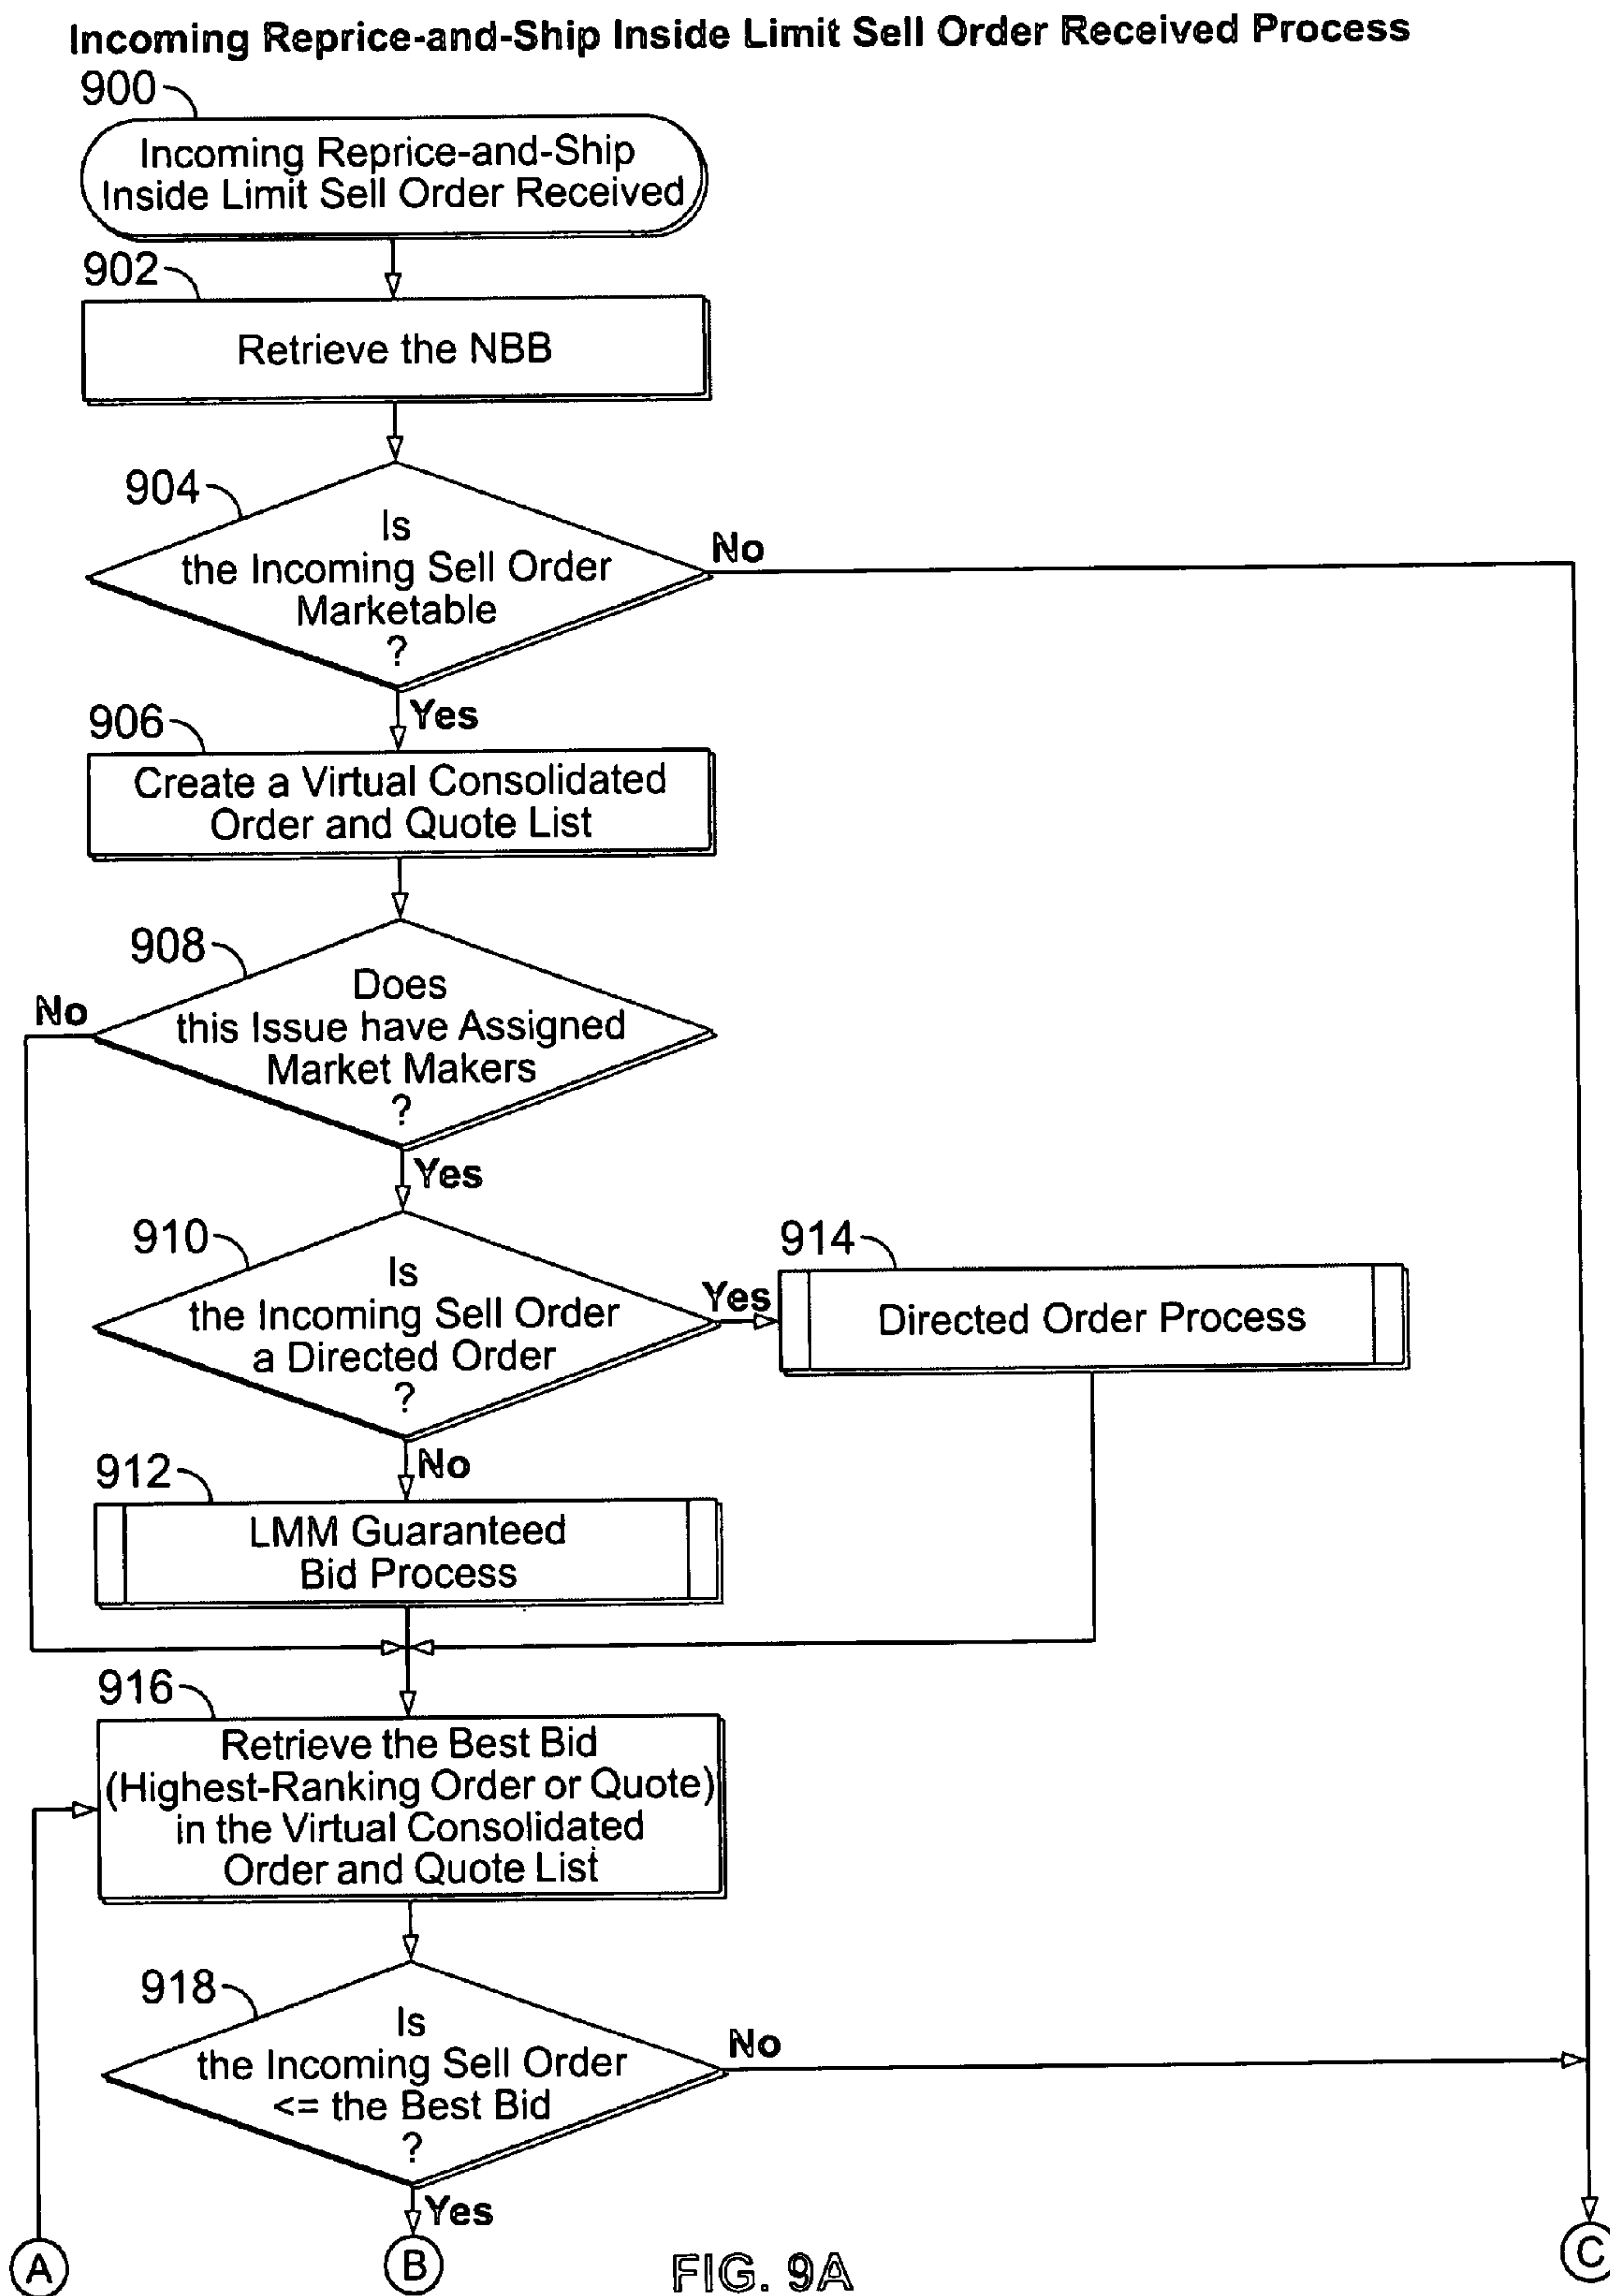 Incoming Reprice-and-Ship Inside Limit Sell Order Received Process
900
Incoming Reprice-and-Ship
Inside Limit Sell Order Received
902
Retrieve the NBB
904
Is
the Incoming Sell Order
Marketable
?
No
Yes
906
Create a Virtual Consolidated
Order and Quote List
908
Does
this Issue have Assigned
Market Makers
?
No
Yes
910
Is
the Incoming Sell Order
a Directed Order
?
Yes
914
Directed Order Process
No
912
LMM Guaranteed
Bid Process
916
Retrieve the Best Bid
(Highest-Ranking Order or Quote)
in the Virtual Consolidated
Order and Quote List
918
Is
the Incoming Sell Order
<= the Best Bid
?
No
Yes
A
B
C
FIG. 9A